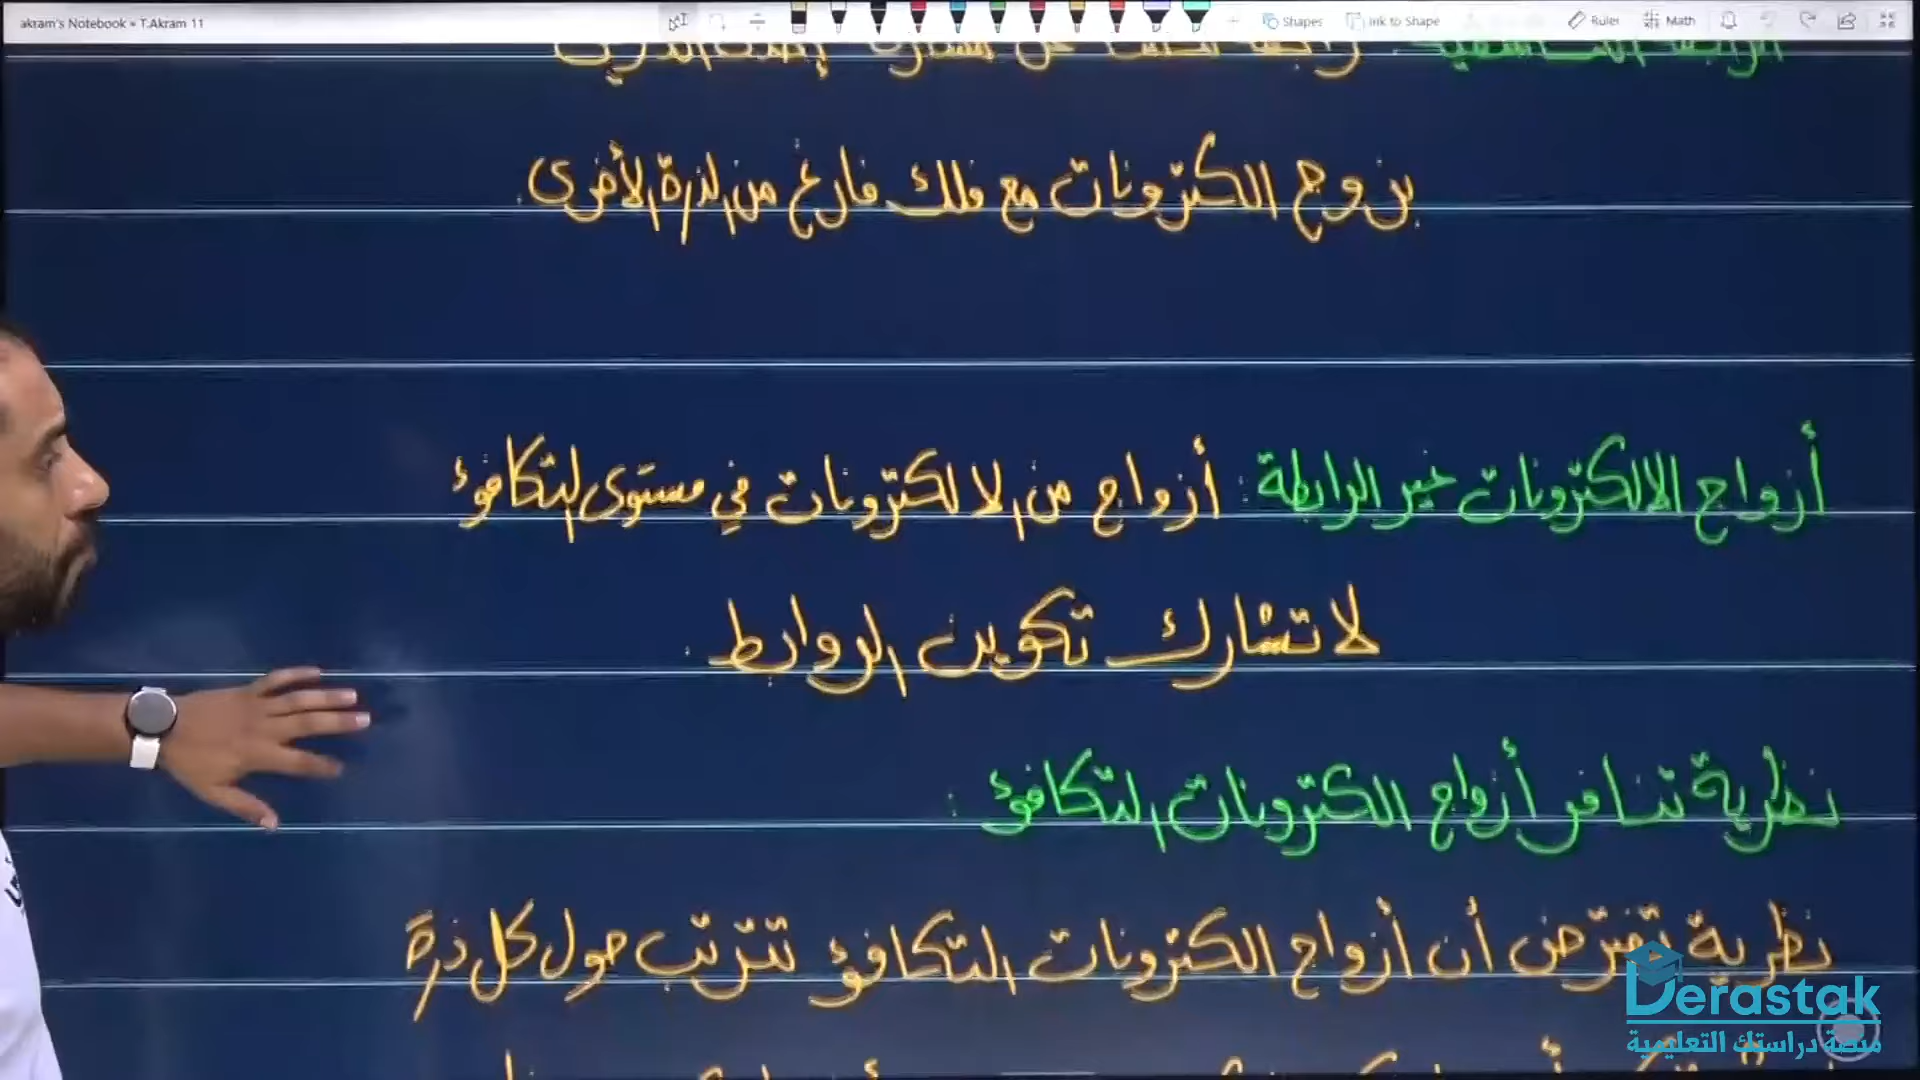 akram's Notebook » T.Akram 11
Shapes
Ink to Shape
Ruler
Math
بزوج الكترونات مع فلك فارغ من الذرة الأخرى.
أزواج الالكترونات غير الرابطة: أزواج من الالكترونات في مستوى التكافؤ
لا تشارك تكوين الروابط.
نظرية تنافر أزواج الكترونات التكافؤ:
نظرية تفترض أن أزواج الكترونات التكافؤ تترتب حول كل ذرة
Derastak
منصة دراستك التعليمية